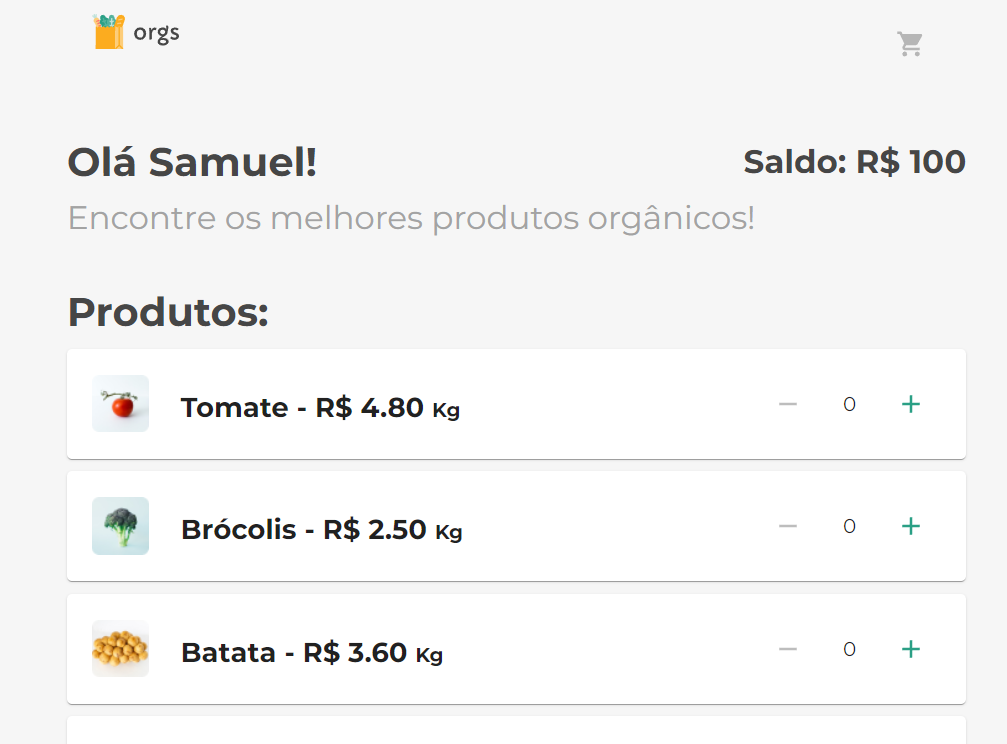 orgs
Olá Samuel!
Saldo: R$ 100
Encontre os melhores produtos orgânicos!
Produtos:
Tomate - R$ 4.80 Kg
0
Brócolis - R$ 2.50 Kg
0
Batata - R$ 3.60 Kg
0